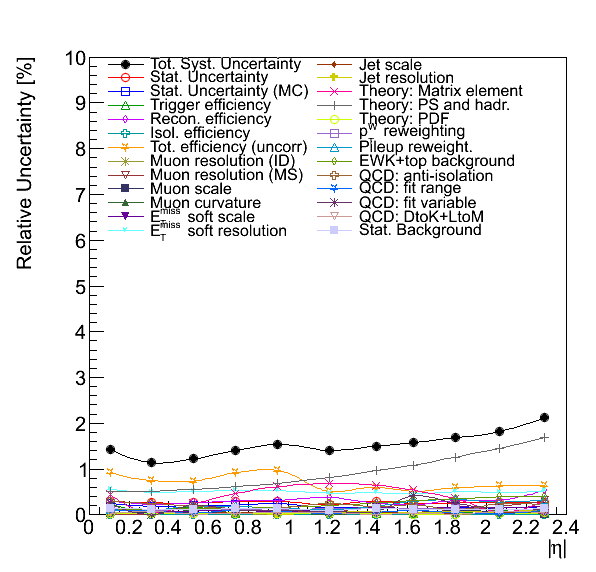 Relative Uncertainty [%]
10
9
8
7
6
5
4
3
2
1
0
Tot. Syst. Uncertainty
Stat. Uncertainty
Stat. Uncertainty (MC)
Trigger efficiency
Recon. efficiency
Isol. efficiency
Tot. efficiency (uncorr)
Muon resolution (ID)
Muon resolution (MS)
Muon scale
Muon curvature
E_T^miss soft scale
E_T^miss soft resolution
Jet scale
Jet resolution
Theory: Matrix element
Theory: PS and hadr.
Theory: PDF
p_T^W reweighting
Pileup reweight.
EWK+top background
QCD: anti-isolation
QCD: fit range
QCD: fit variable
QCD: DtoK+LtoM
Stat. Background
0 0.2 0.4 0.6 0.8 1 1.2 1.4 1.6 1.8 2 2.2 2.4
|η|